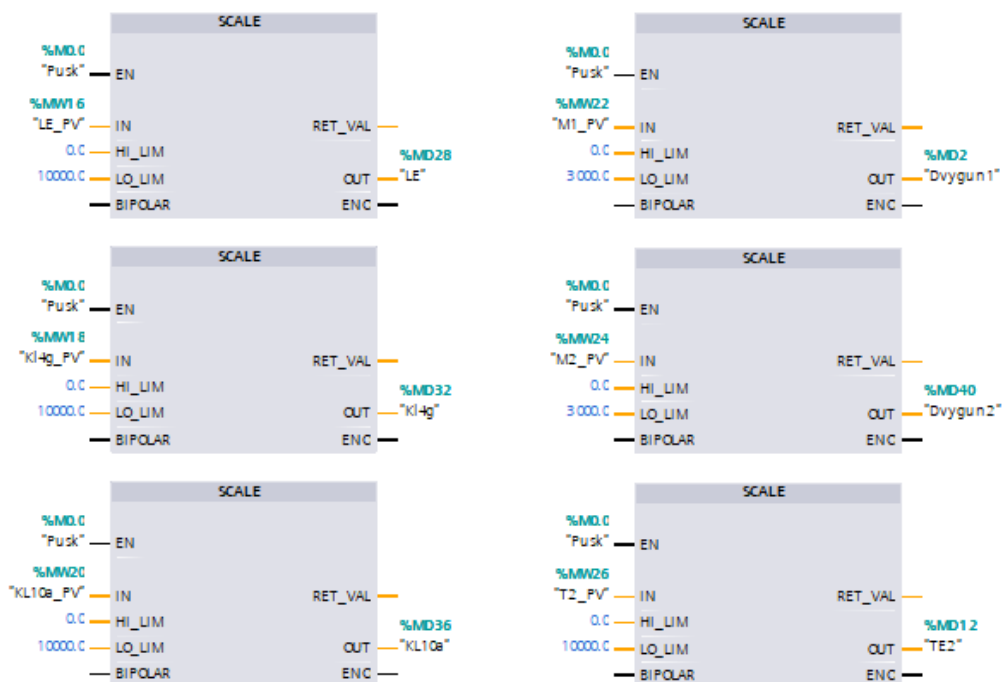 SCALE
%M0.0
"Pusk"
EN
%MW16
"LE_PV"
IN
RET_VAL
0.0
HI_LIM
%MD28
10000.0
LO_LIM
OUT
"LE"
BIPOLAR
ENC
SCALE
%M0.0
"Pusk"
EN
%MW22
"M1_PV"
IN
RET_VAL
0.0
HI_LIM
%MD2
3000.0
LO_LIM
OUT
"Dvygun1"
BIPOLAR
ENC
SCALE
%M0.0
"Pusk"
EN
%MW18
"Kl4g_PV"
IN
RET_VAL
0.0
HI_LIM
%MD32
10000.0
LO_LIM
OUT
"Kl4g"
BIPOLAR
ENC
SCALE
%M0.0
"Pusk"
EN
%MW24
"M2_PV"
IN
RET_VAL
0.0
HI_LIM
%MD40
3000.0
LO_LIM
OUT
"Dvygun2"
BIPOLAR
ENC
SCALE
%M0.0
"Pusk"
EN
%MW20
"KL10a_PV"
IN
RET_VAL
0.0
HI_LIM
%MD36
10000.0
LO_LIM
OUT
"KL10a"
BIPOLAR
ENC
SCALE
%M0.0
"Pusk"
EN
%MW26
"T2_PV"
IN
RET_VAL
0.0
HI_LIM
%MD12
10000.0
LO_LIM
OUT
"TE2"
BIPOLAR
ENC